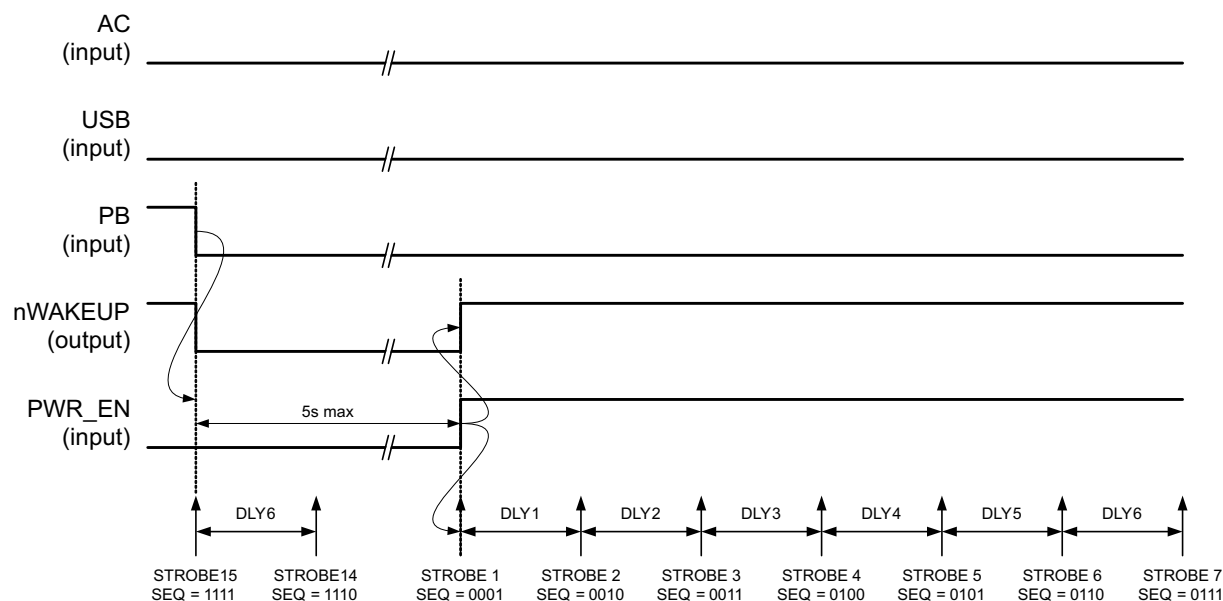 AC
(input)
USB
(input)
PB
(input)
nWAKEUP
(output)
PWR_EN
(input)
5s max
DLY6
DLY1
DLY2
DLY3
DLY4
DLY5
DLY6
STROBE15
SEQ = 1111
STROBE14
SEQ = 1110
STROBE 1
SEQ = 0001
STROBE 2
SEQ = 0010
STROBE 3
SEQ = 0011
STROBE 4
SEQ = 0100
STROBE 5
SEQ = 0101
STROBE 6
SEQ = 0110
STROBE 7
SEQ = 0111